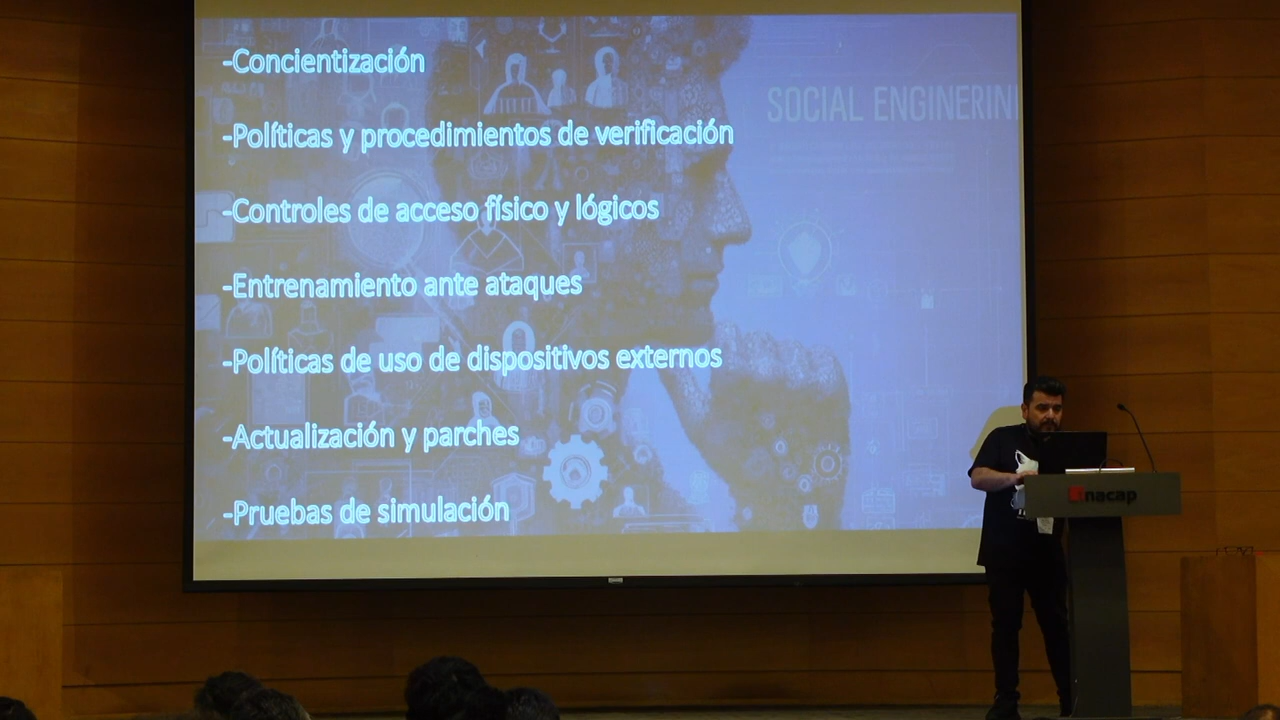 -Concientización
SOCIAL ENGINERIN
-Políticas y procedimientos de verificación
-Controles de acceso físico y lógicos
-Entrenamiento ante ataques
-Políticas de uso de dispositivos externos
-Actualización y parches
-Pruebas de simulación
inacap